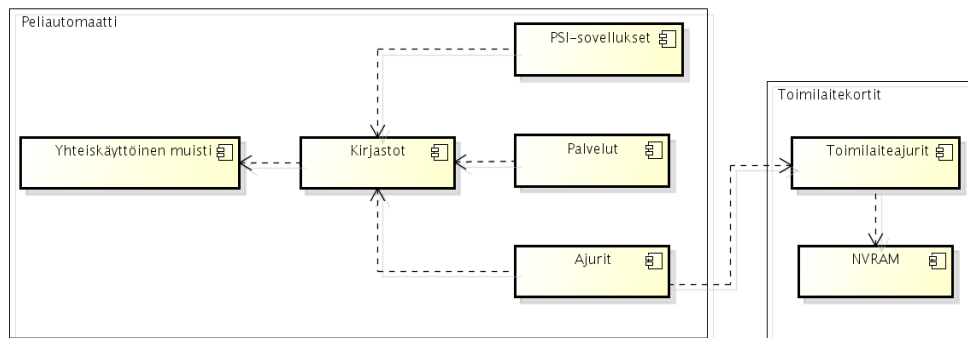 Peliautomaatti
PSI-sovellukset
Toimilaitekortit
Yhteiskäyttöinen muisti
Kirjastot
Palvelut
Toimilaiteajurit
Ajurit
NVRAM